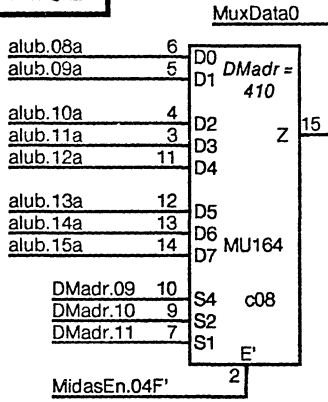 MuxData0
alub.08a 6 D0 DMadr =
alub.09a 5 D1 410
alub.10a 4 D2
15
alub.11a 3 D3 Z
alub.12a 11 D4
alub.13a 12 D5
alub.14a 13 D6
alub.15a 14 D7 MU164
DMadr.09 10 S4 c08
DMadr.10 9 S2
DMadr.11 7 S1
E'
MidasEn.04F' 2